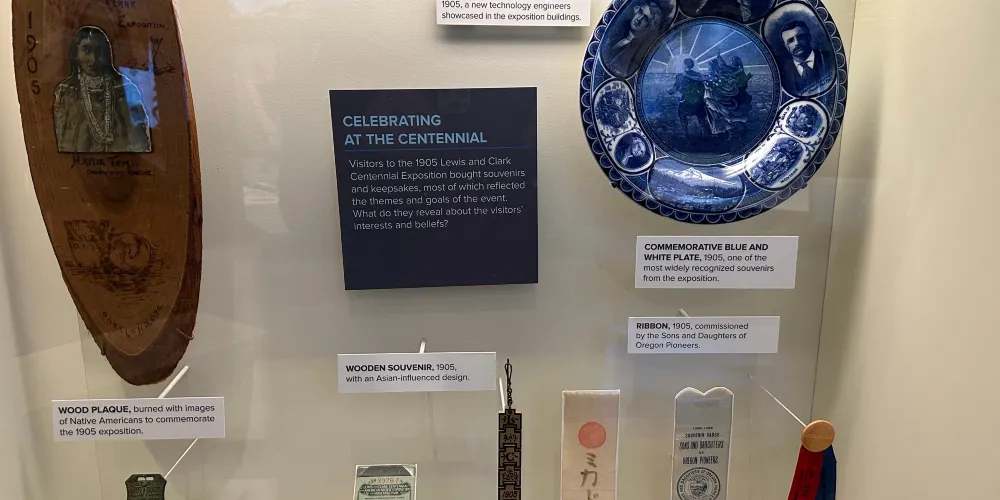 1905, a new technology engineers
showcased in the exposition buildings.
1905
CELEBRATING
AT THE CENTENNIAL
Visitors to the 1905 Lewis and Clark
Centennial Exposition bought souvenirs
and keepsakes, most of which reflected
the themes and goals of the event.
What do they reveal about the visitors'
interests and beliefs?
COMMEMORATIVE BLUE AND
WHITE PLATE, 1905, one of the
most widely recognized souvenirs
from the exposition.
RIBBON, 1905, commissioned
by the Sons and Daughters of
Oregon Pioneers.
WOODEN SOUVENIR, 1905,
with an Asian-influenced design.
WOOD PLAQUE, burned with images
of Native Americans to commemorate
the 1905 exposition.
1905
ミカド
SOUVENIR BADGE
SONS AND DAUGHTERS
OF
OREGON PIONEERS